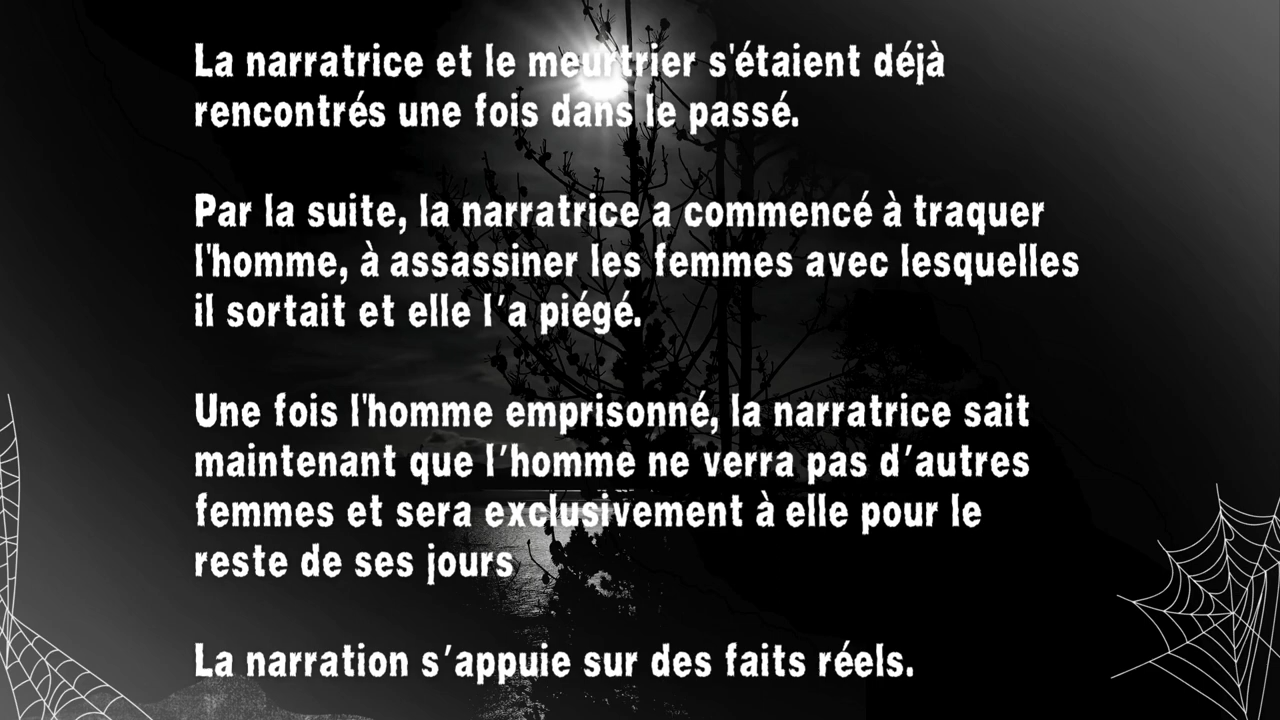 La narratrice et le meurtrier s'étaient déjà
rencontrés une fois dans le passé.
Par la suite, la narratrice a commencé à traquer
l'homme, à assassiner les femmes avec lesquelles
il sortait et elle l’a piégé.
Une fois l'homme emprisonné, la narratrice sait
maintenant que l’homme ne verra pas d’autres
femmes et sera exclusivement à elle pour le
reste de ses jours
La narration s’appuie sur des faits réels.